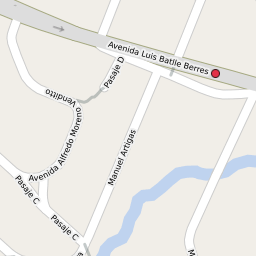 Avenida Luis Batlle Berres
Pasaje D
Venditto
Avenida Alfredo Moreno
Manuel Artigas
Pasaje C
Pasaje C